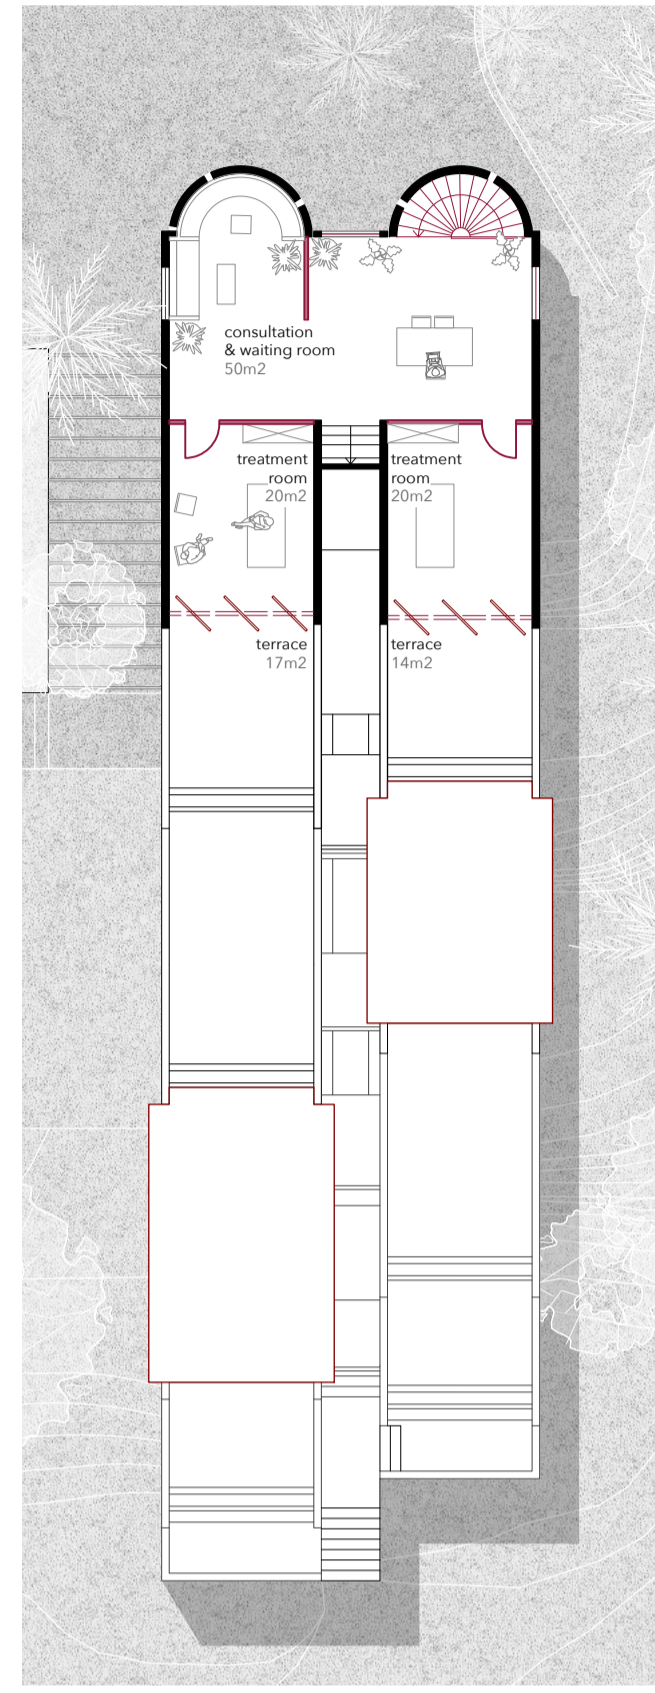 consultation
& waiting room
50m2
treatment
room
20m2
treatment
room
20m2
terrace
17m2
terrace
14m2